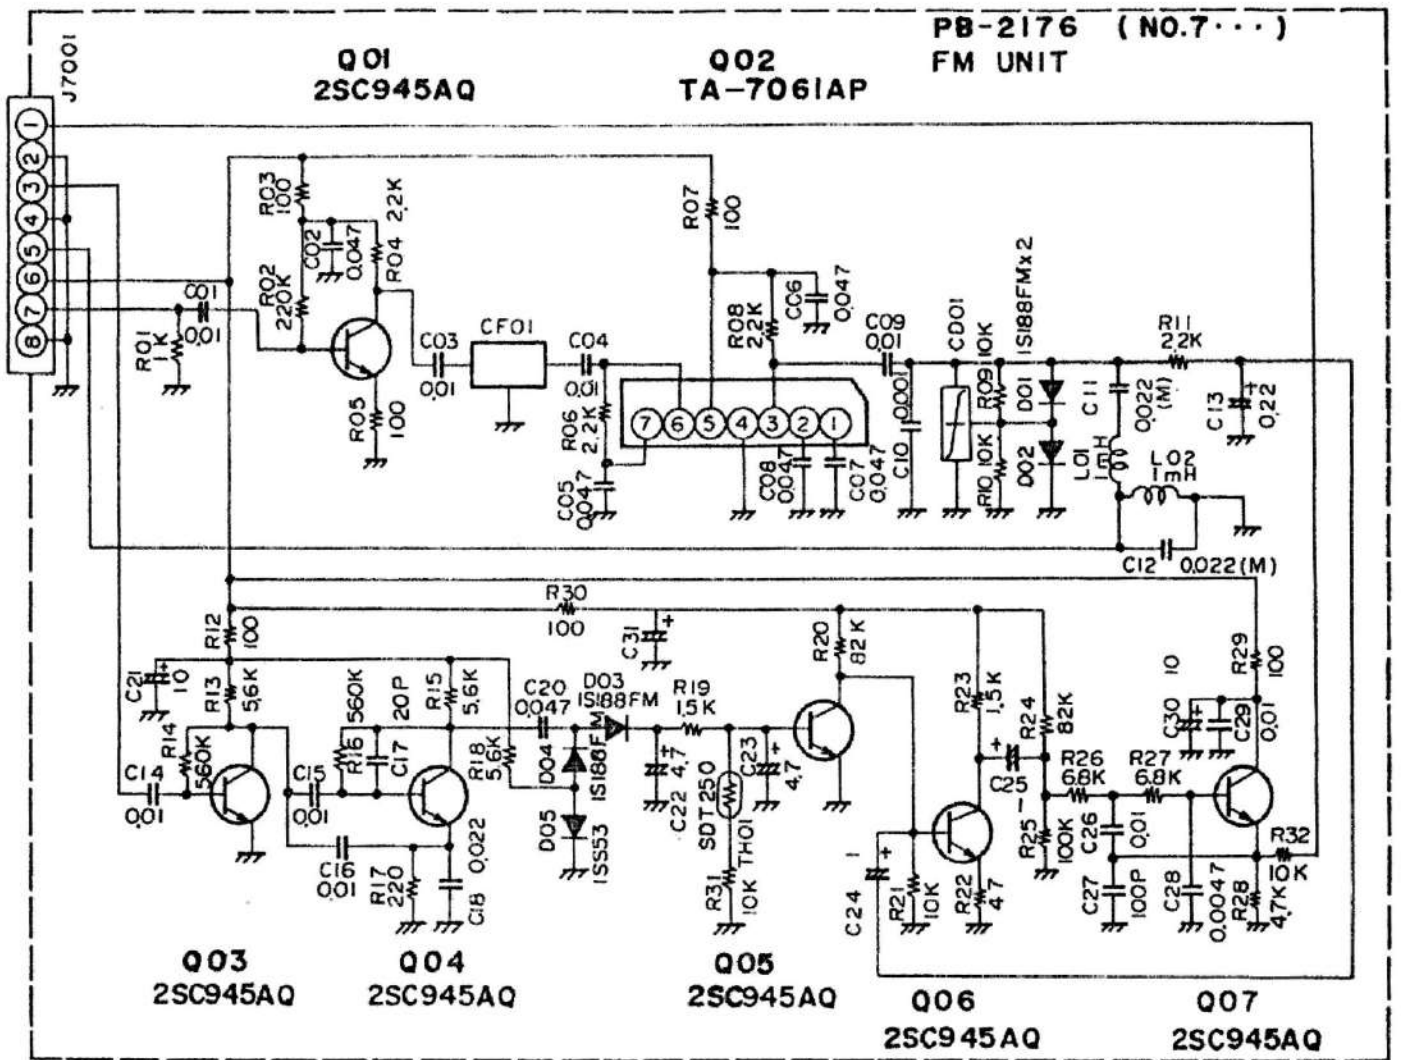 PB-2176 (NO.7···)
FM UNIT
J7001
Q01
2SC945AQ
Q02
TA-7061AP
1
2
3
4
5
6
7
8
R03
100
C02
0.047
2.2K
R04
R02
220K
R01
1K
C01
0.01
R05
100
C03
0.01
CF01
C04
0.01
R06
2.2K
C05
0.047
R07
100
R08
2.2K
C06
0.047
7
6
5
4
3
2
1
C08
0.047
C07
0.047
C09
0.01
0.001
C10
CD01
R09 10K
R10 10K
1S188FMx2
D01
D02
C11
0.022
(M)
L01
1mH
L02
1mH
R11
2.2K
C13
0.22
C12
0.022(M)
R12
100
C21
10
R13
5.6K
R14
560K
C14
0.01
C15
0.01
C16
0.01
R16
560K
C17
20P
R15
5.6K
R17
220
0.022
C18
R18
5.6K
C20
0.047
D03
1S188FM
D04
1S188FM
D05
1SS53
R30
100
C31
R19
1.5K
C22
4.7
C23
4.7
SDT250
TH01
R31
10K
R20
82K
C24
1
R21
10K
R22
47
R23
1.5K
R24
82K
C25
1
R25
100K
R26
6.8K
R27
6.8K
C26
0.01
C27
100P
C28
0.0047
R28
4.7K
C30
10
C29
0.01
R29
100
R32
10K
Q03
2SC945AQ
Q04
2SC945AQ
Q05
2SC945AQ
Q06
2SC945AQ
Q07
2SC945AQ